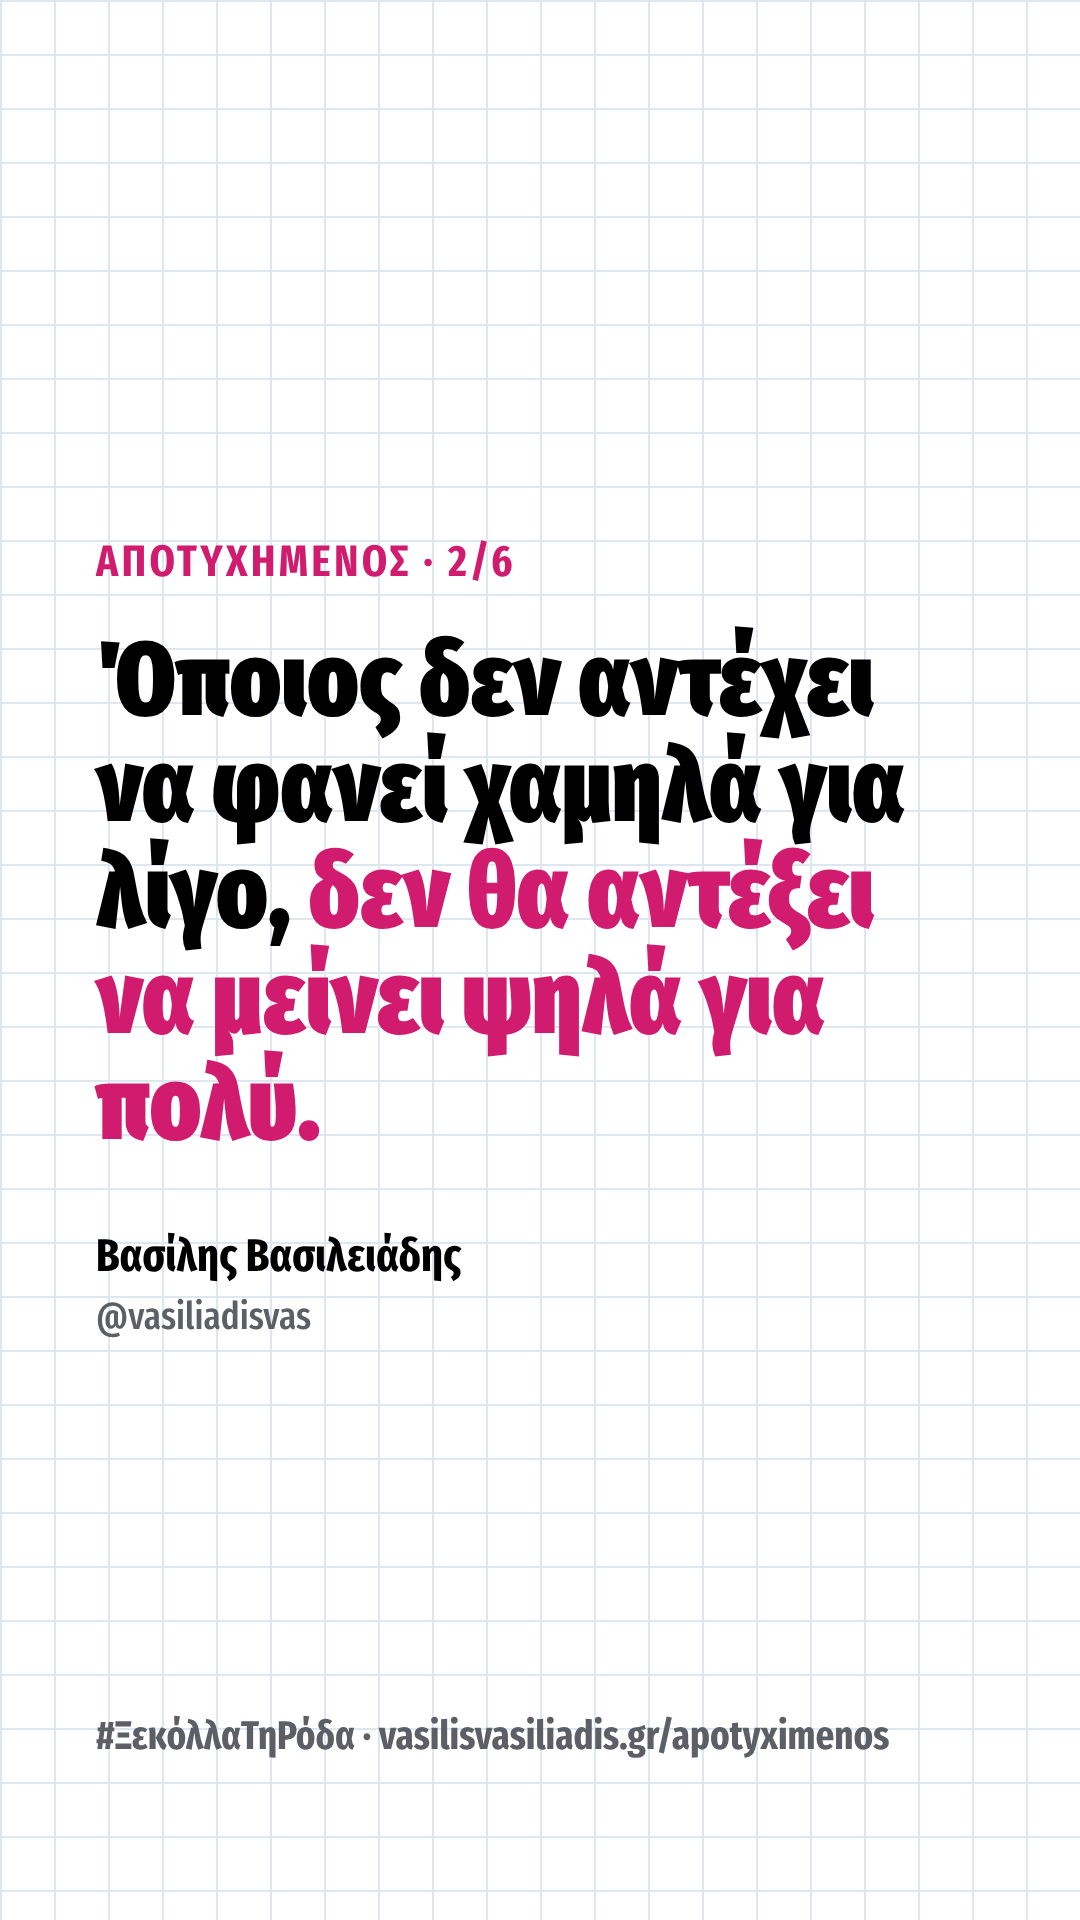 ΑΠΟΤΥΧΗΜΕΝΟΣ · 2/6
Όποιος δεν αντέχει
να φανεί χαμηλά για
λίγο, δεν θα αντέξει
να μείνει ψηλά για
πολύ.
Βασίλης Βασιλειάδης
@vasiliadisvas
#ΞεκόλλαΤηΡόδα · vasilisvasiliadis.gr/apotyximenos